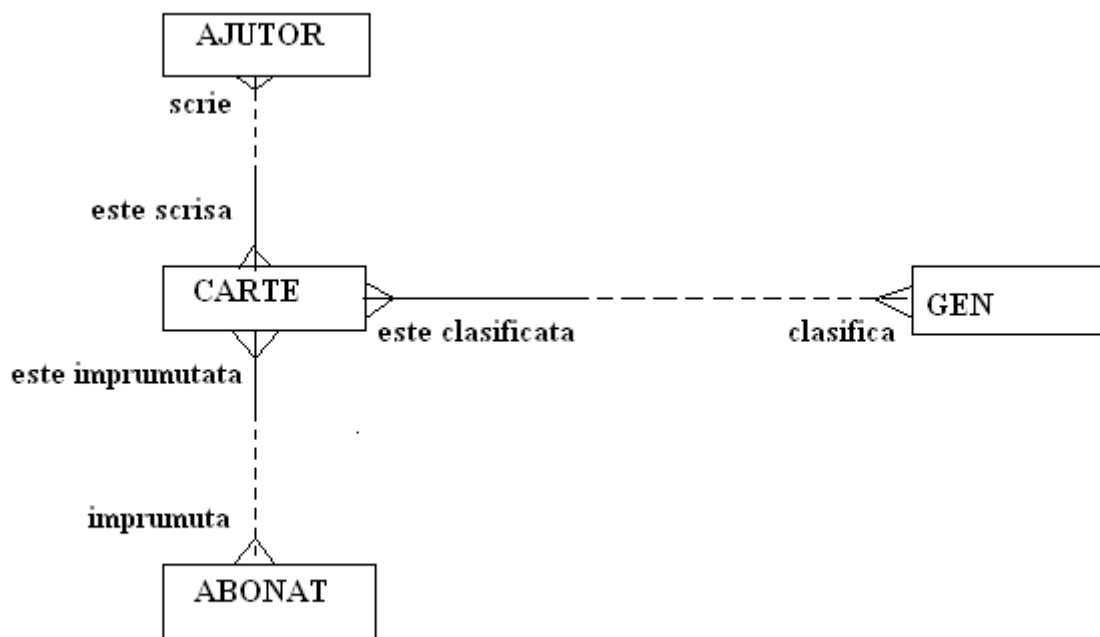 AJUTOR
scrie
este scrisa
CARTE
GEN
este clasificata
clasifica
este imprumutata
imprumuta
ABONAT